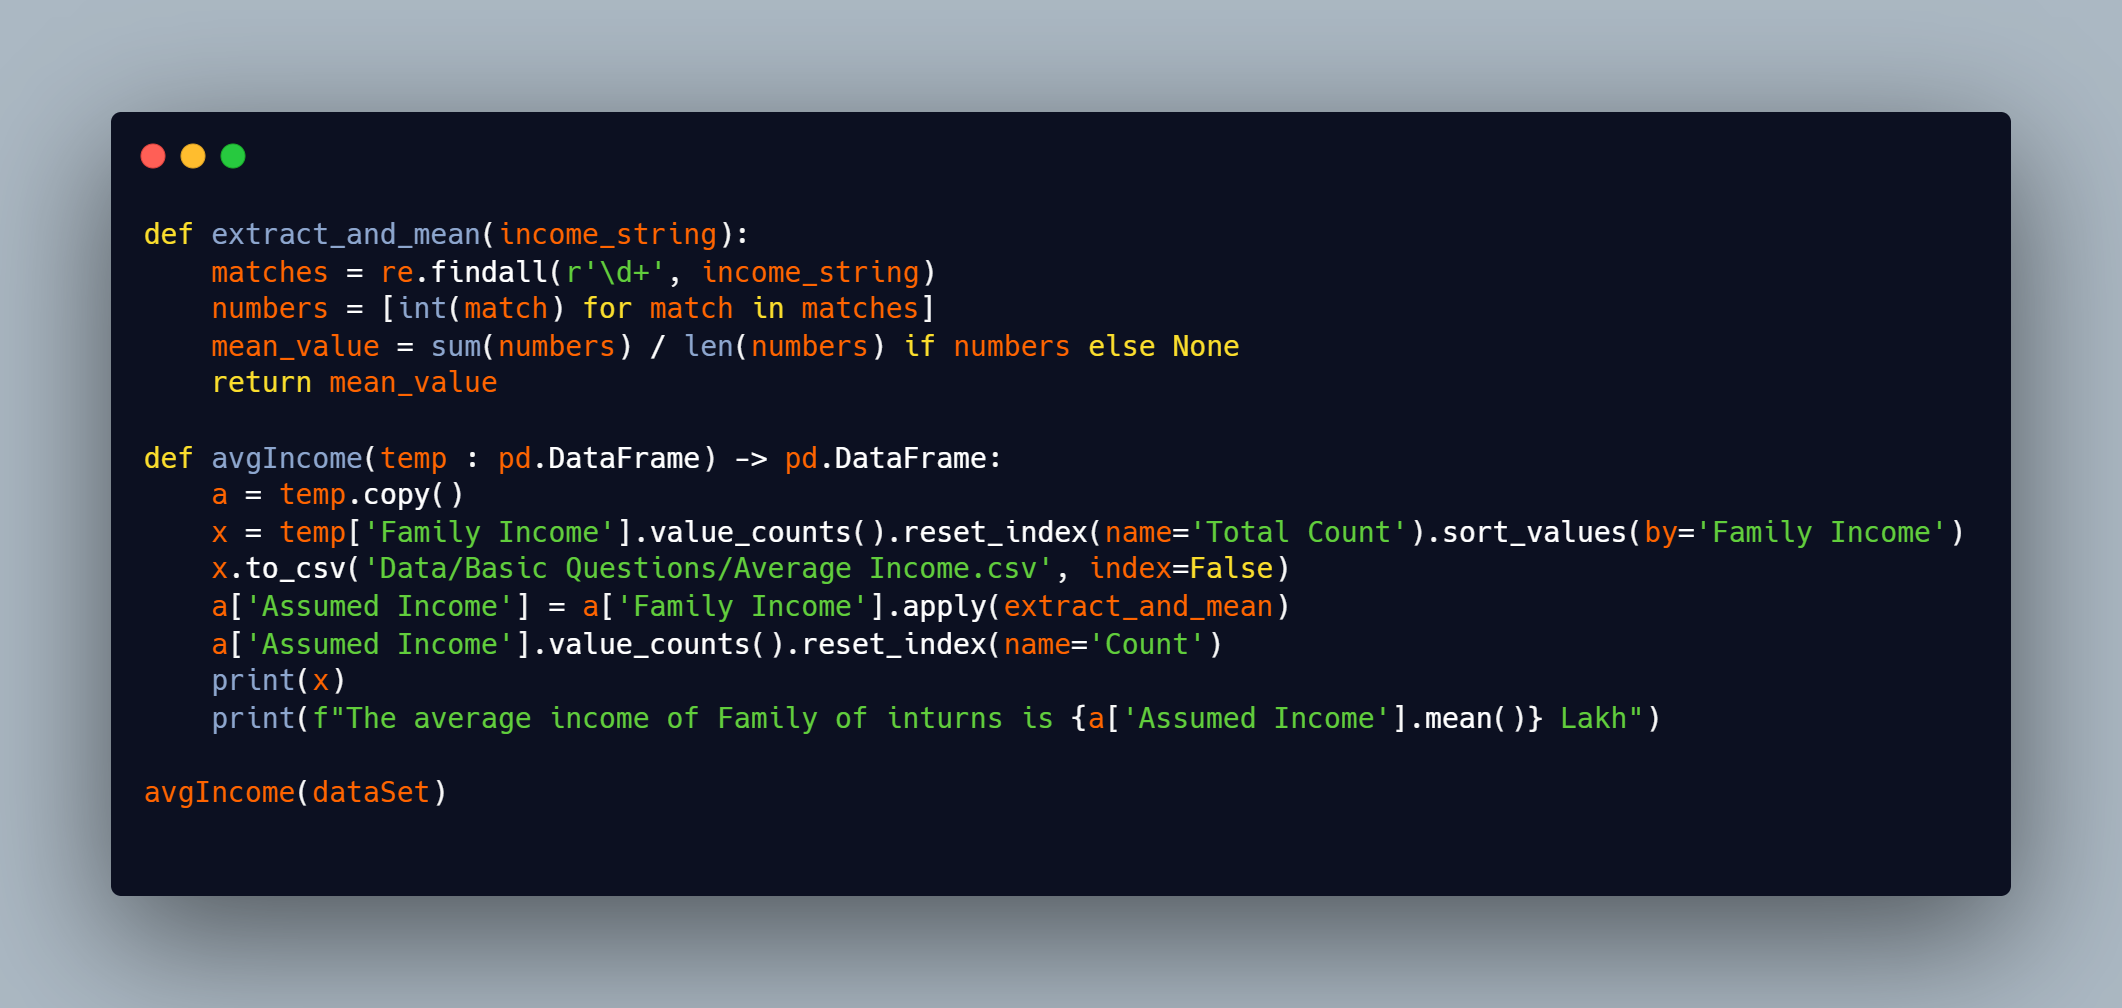 def extract_and_mean(income_string):
    matches = re.findall(r'\d+', income_string)
    numbers = [int(match) for match in matches]
    mean_value = sum(numbers) / len(numbers) if numbers else None
    return mean_value

def avgIncome(temp : pd.DataFrame) -> pd.DataFrame:
    a = temp.copy()
    x = temp['Family Income'].value_counts().reset_index(name='Total Count').sort_values(by='Family Income')
    x.to_csv('Data/Basic Questions/Average Income.csv', index=False)
    a['Assumed Income'] = a['Family Income'].apply(extract_and_mean)
    a['Assumed Income'].value_counts().reset_index(name='Count')
    print(x)
    print(f"The average income of Family of inturns is {a['Assumed Income'].mean()} Lakh")

avgIncome(dataSet)